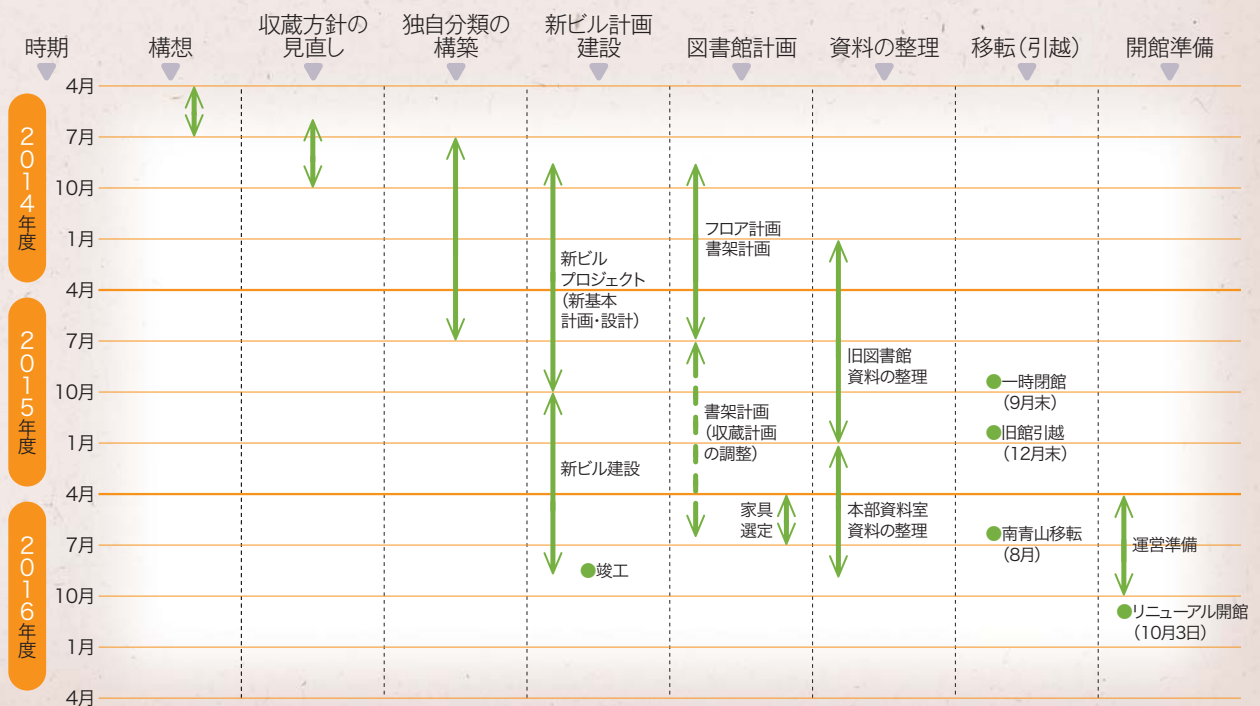 時期
構想
収蔵方針の
見直し
独自分類の
構築
新ビル計画
建設
図書館計画
資料の整理
移転（引越）
開館準備
2014年度
2015年度
2016年度
4月
7月
10月
1月
4月
7月
10月
1月
4月
7月
10月
1月
4月
新ビル
プロジェクト
（新基本
計画・設計）
新ビル建設
竣工
フロア計画
書架計画
書架計画
（収蔵計画
の調整）
家具
選定
旧図書館
資料の整理
本部資料室
資料の整理
一時閉館
（9月末）
旧館引越
（12月末）
南青山移転
（8月）
運営準備
リニューアル開館
（10月3日）